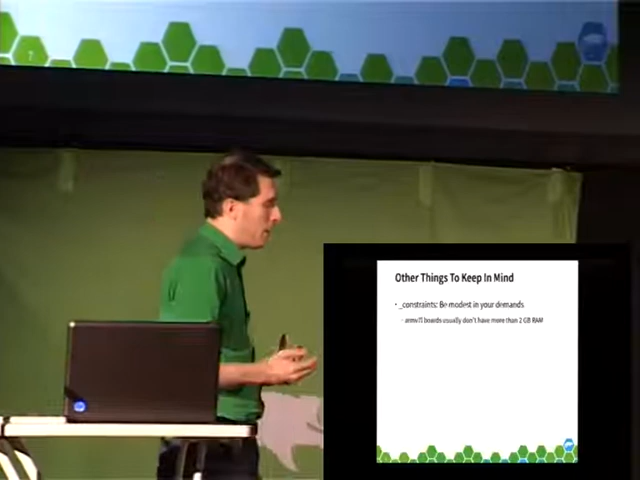 Other Things To Keep In Mind
• _constraints: Be modest in your demands
• armv7l boards usually don't have more than 2 GB RAM